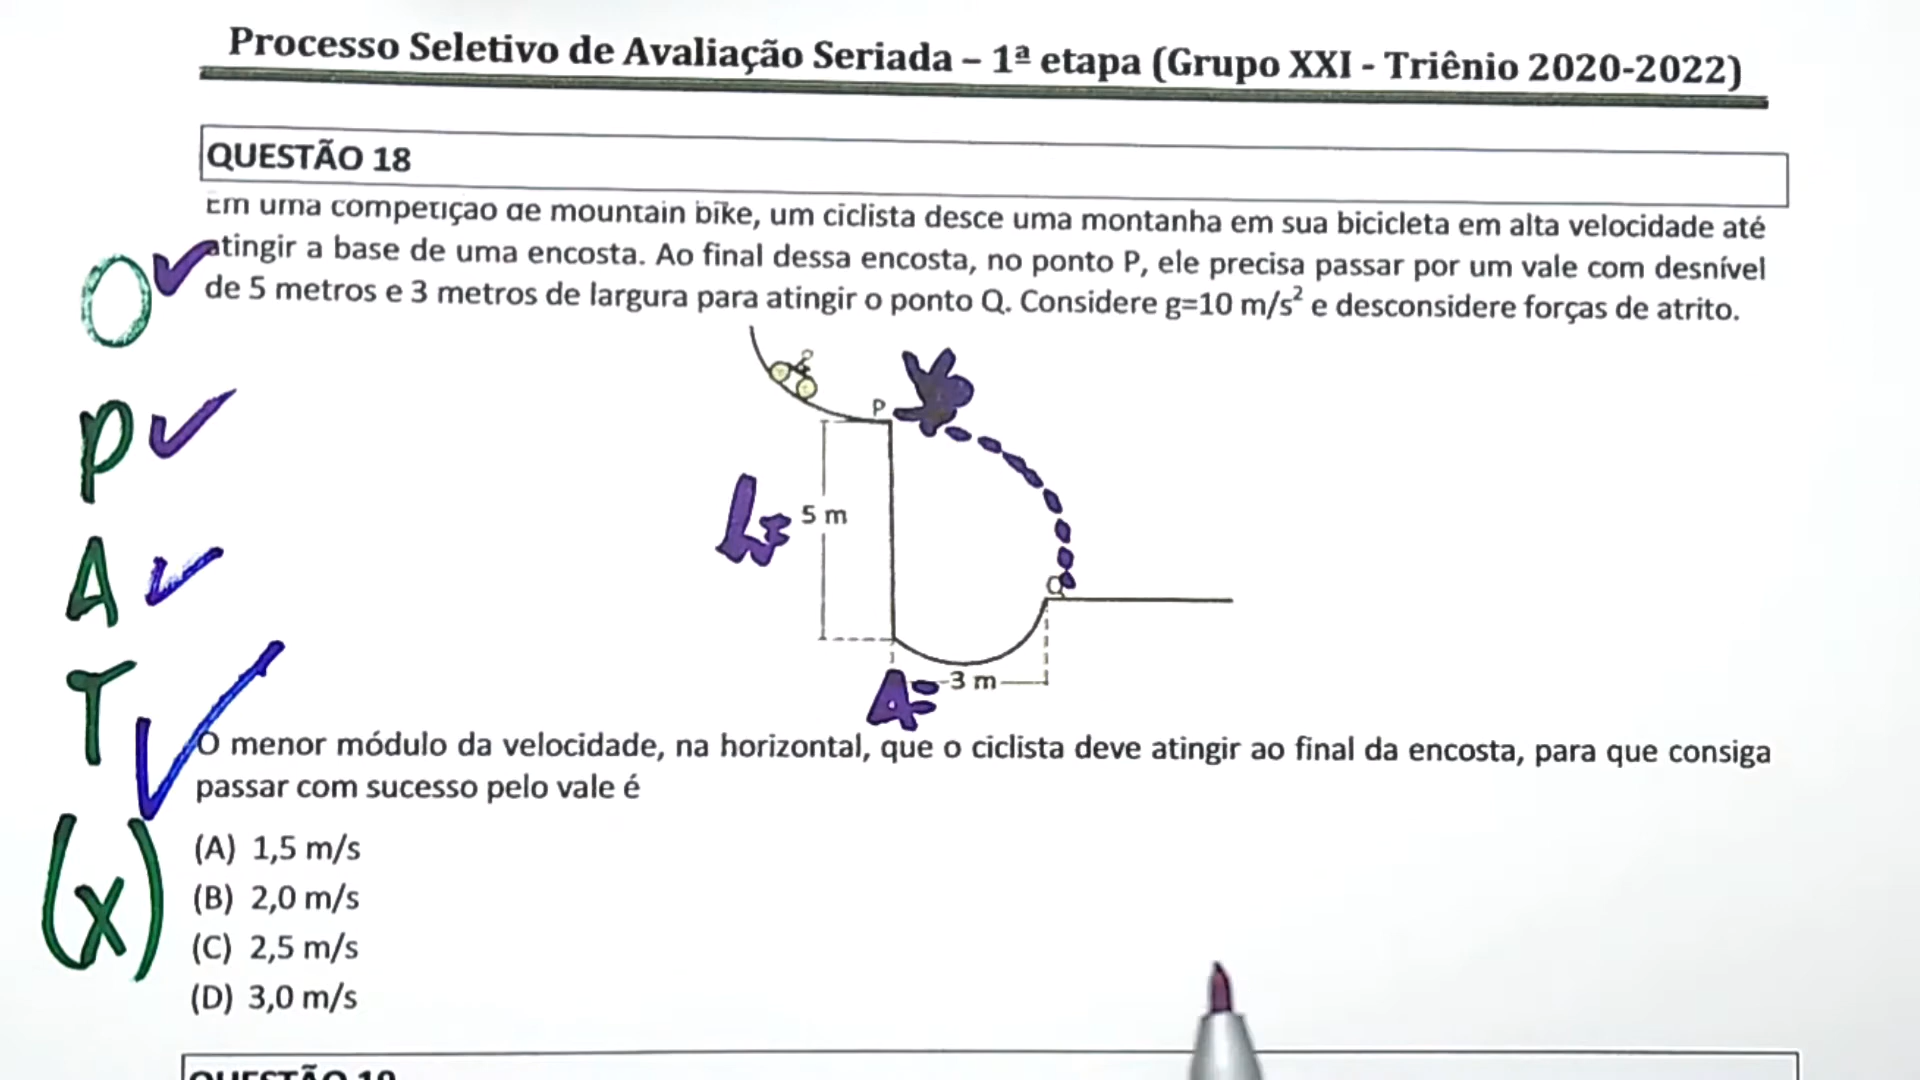 Processo Seletivo de Avaliação Seriada – 1ª etapa (Grupo XXI - Triênio 2020-2022)
QUESTÃO 18
Em uma competição de mountain bike, um ciclista desce uma montanha em sua bicicleta em alta velocidade até
atingir a base de uma encosta. Ao final dessa encosta, no ponto P, ele precisa passar por um vale com desnível
de 5 metros e 3 metros de largura para atingir o ponto Q. Considere g=10 m/s² e desconsidere forças de atrito.
O
P
A
T
(x)
P
5 m
Q
A=
3 m
O menor módulo da velocidade, na horizontal, que o ciclista deve atingir ao final da encosta, para que consiga
passar com sucesso pelo vale é
(A) 1,5 m/s
(B) 2,0 m/s
(C) 2,5 m/s
(D) 3,0 m/s
QUESTÃO 19